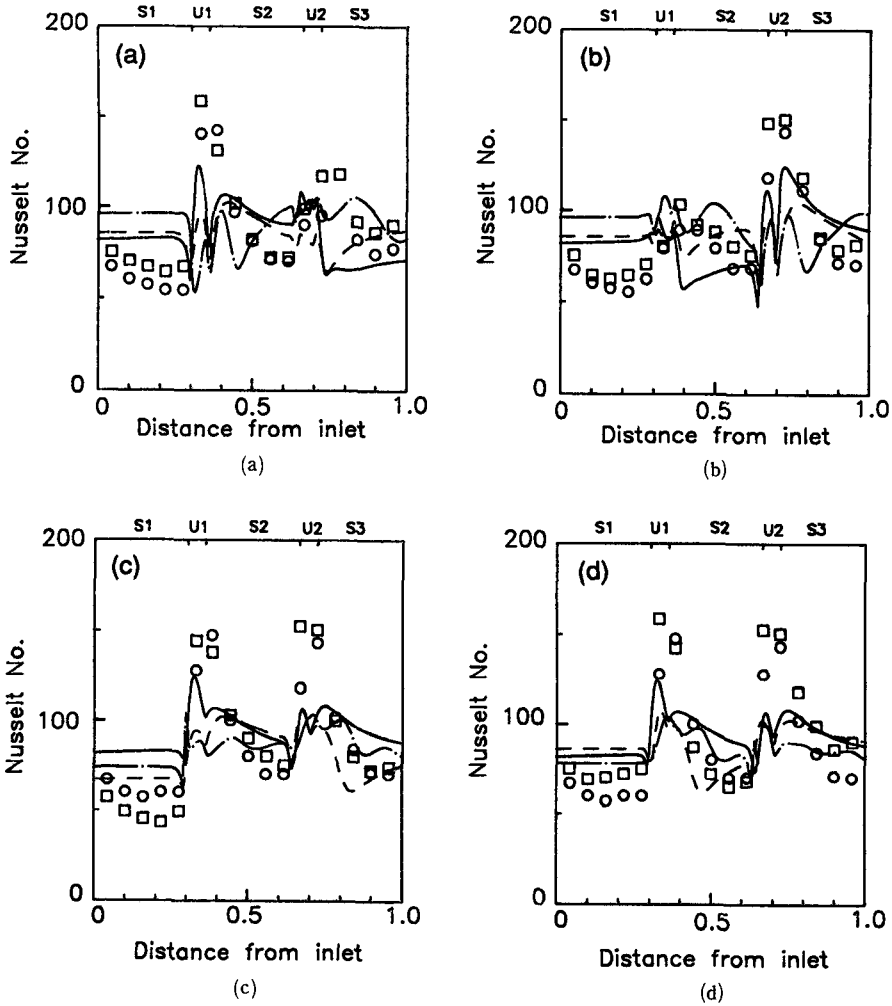 S1 U1 S2 U2 S3
200
(a)
Nusselt No.
100
0
0 0.5 1.0
Distance from inlet
(a)
S1 U1 S2 U2 S3
200
(b)
Nusselt No.
100
0
0 0.5 1.0
Distance from inlet
(b)
S1 U1 S2 U2 S3
200
(c)
Nusselt No.
100
0
0 0.5 1.0
Distance from inlet
(c)
S1 U1 S2 U2 S3
200
(d)
Nusselt No.
100
0
0 0.5 1.0
Distance from inlet
(d)